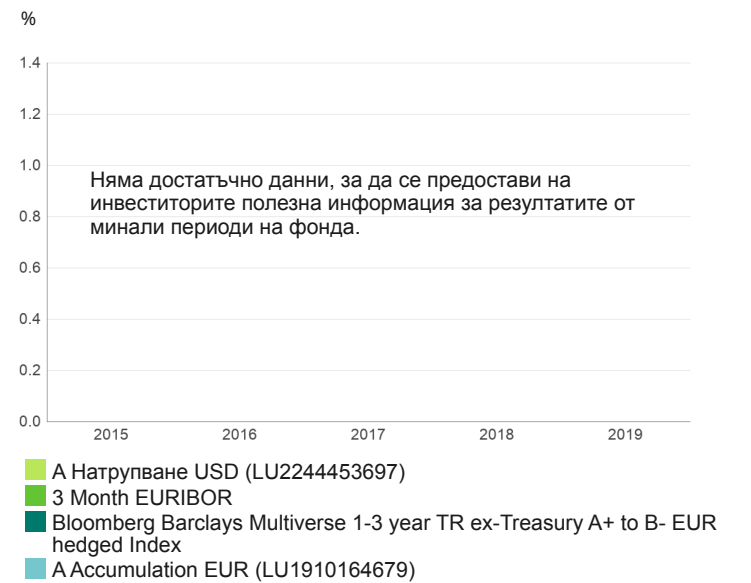 %
1.4
1.2
1.0
Няма достатъчно данни, за да се предостави на
инвеститорите полезна информация за резултатите от
минали периоди на фонда.
0.8
0.6
0.4
0.2
0.0
2015 2016 2017 2018 2019
А Натрупване USD (LU2244453697)
3 Month EURIBOR
Bloomberg Barclays Multiverse 1-3 year TR ex-Treasury A+ to B- EUR
hedged Index
A Accumulation EUR (LU1910164679)